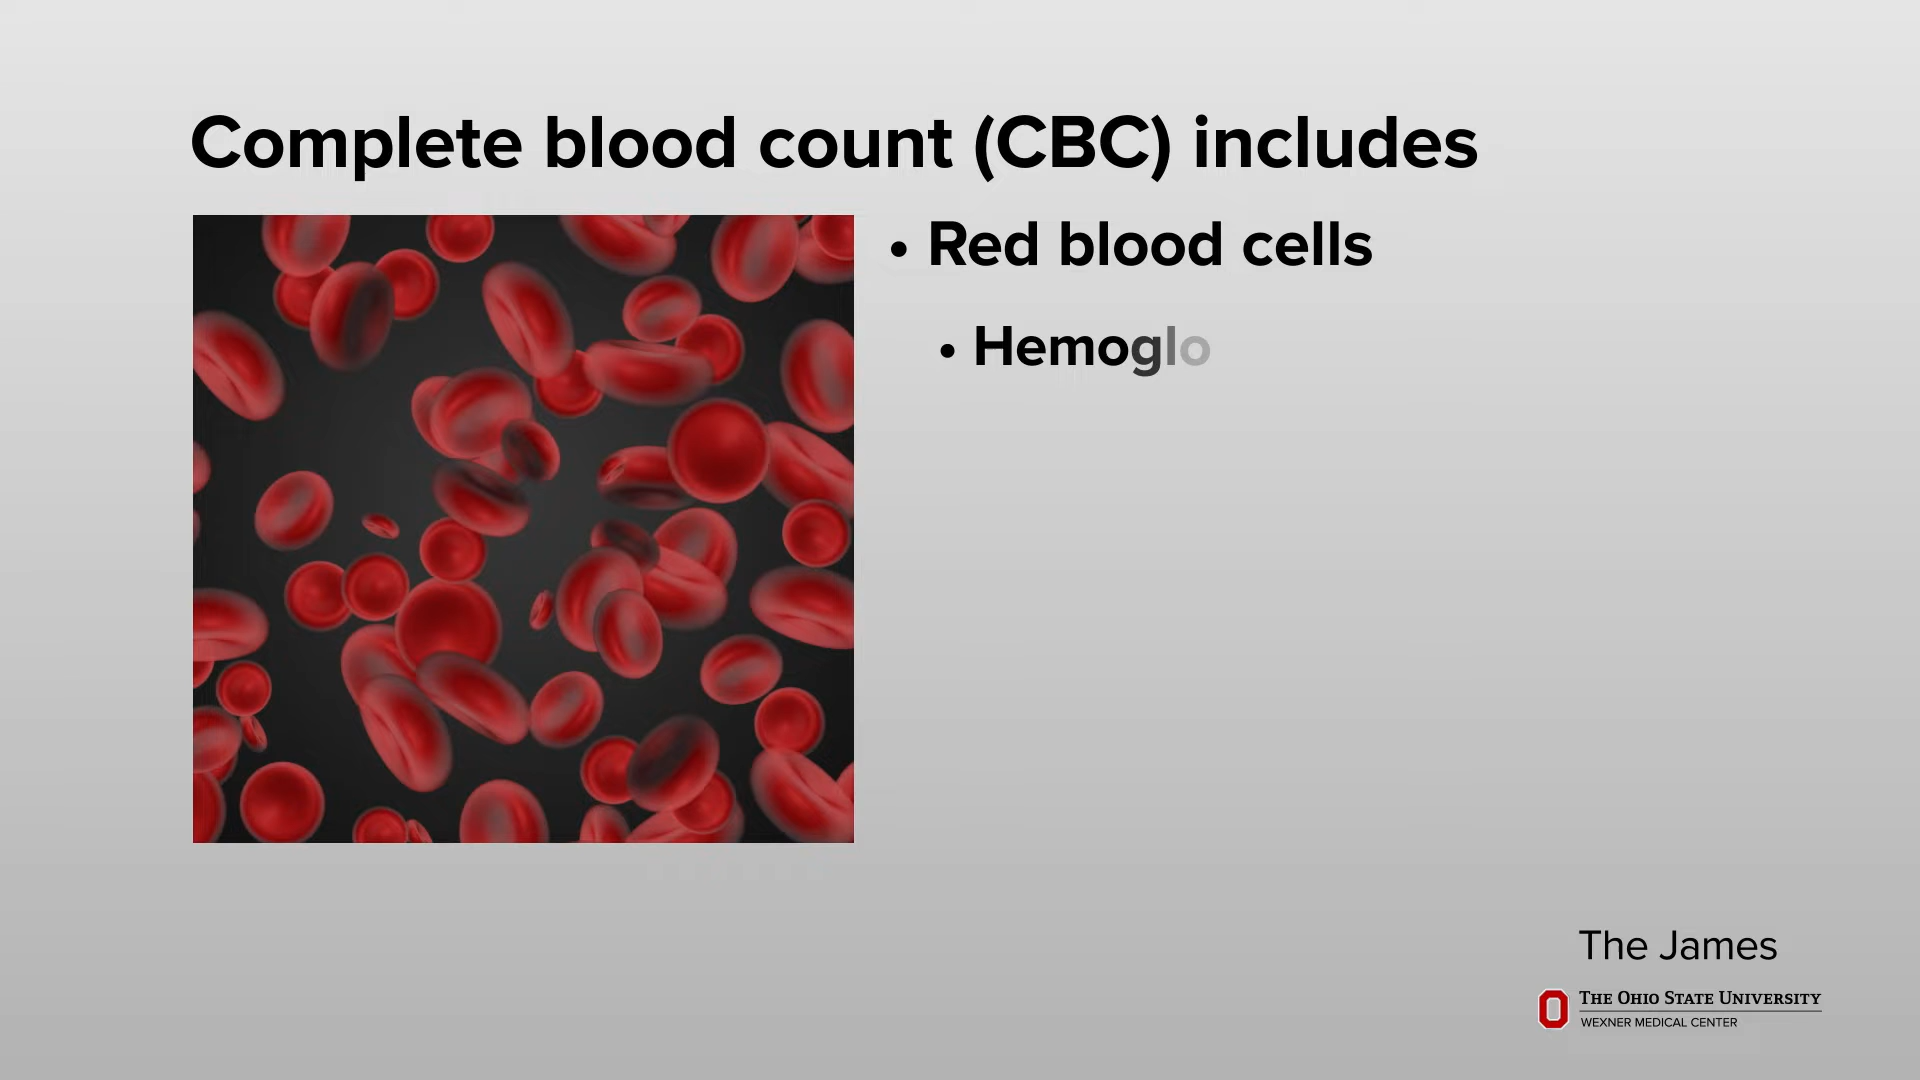 Complete blood count (CBC) includes
• Red blood cells
• Hemoglo
The James
THE OHIO STATE UNIVERSITY
WEXNER MEDICAL CENTER